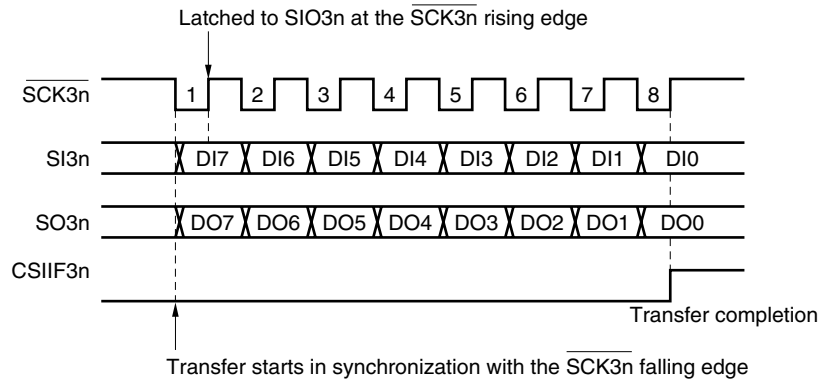 Latched to SIO3n at the SCK3n rising edge
SCK3n
1 2 3 4 5 6 7 8
SI3n
DI7 DI6 DI5 DI4 DI3 DI2 DI1 DI0
SO3n
DO7 DO6 DO5 DO4 DO3 DO2 DO1 DO0
CSIIF3n
Transfer completion
Transfer starts in synchronization with the SCK3n falling edge